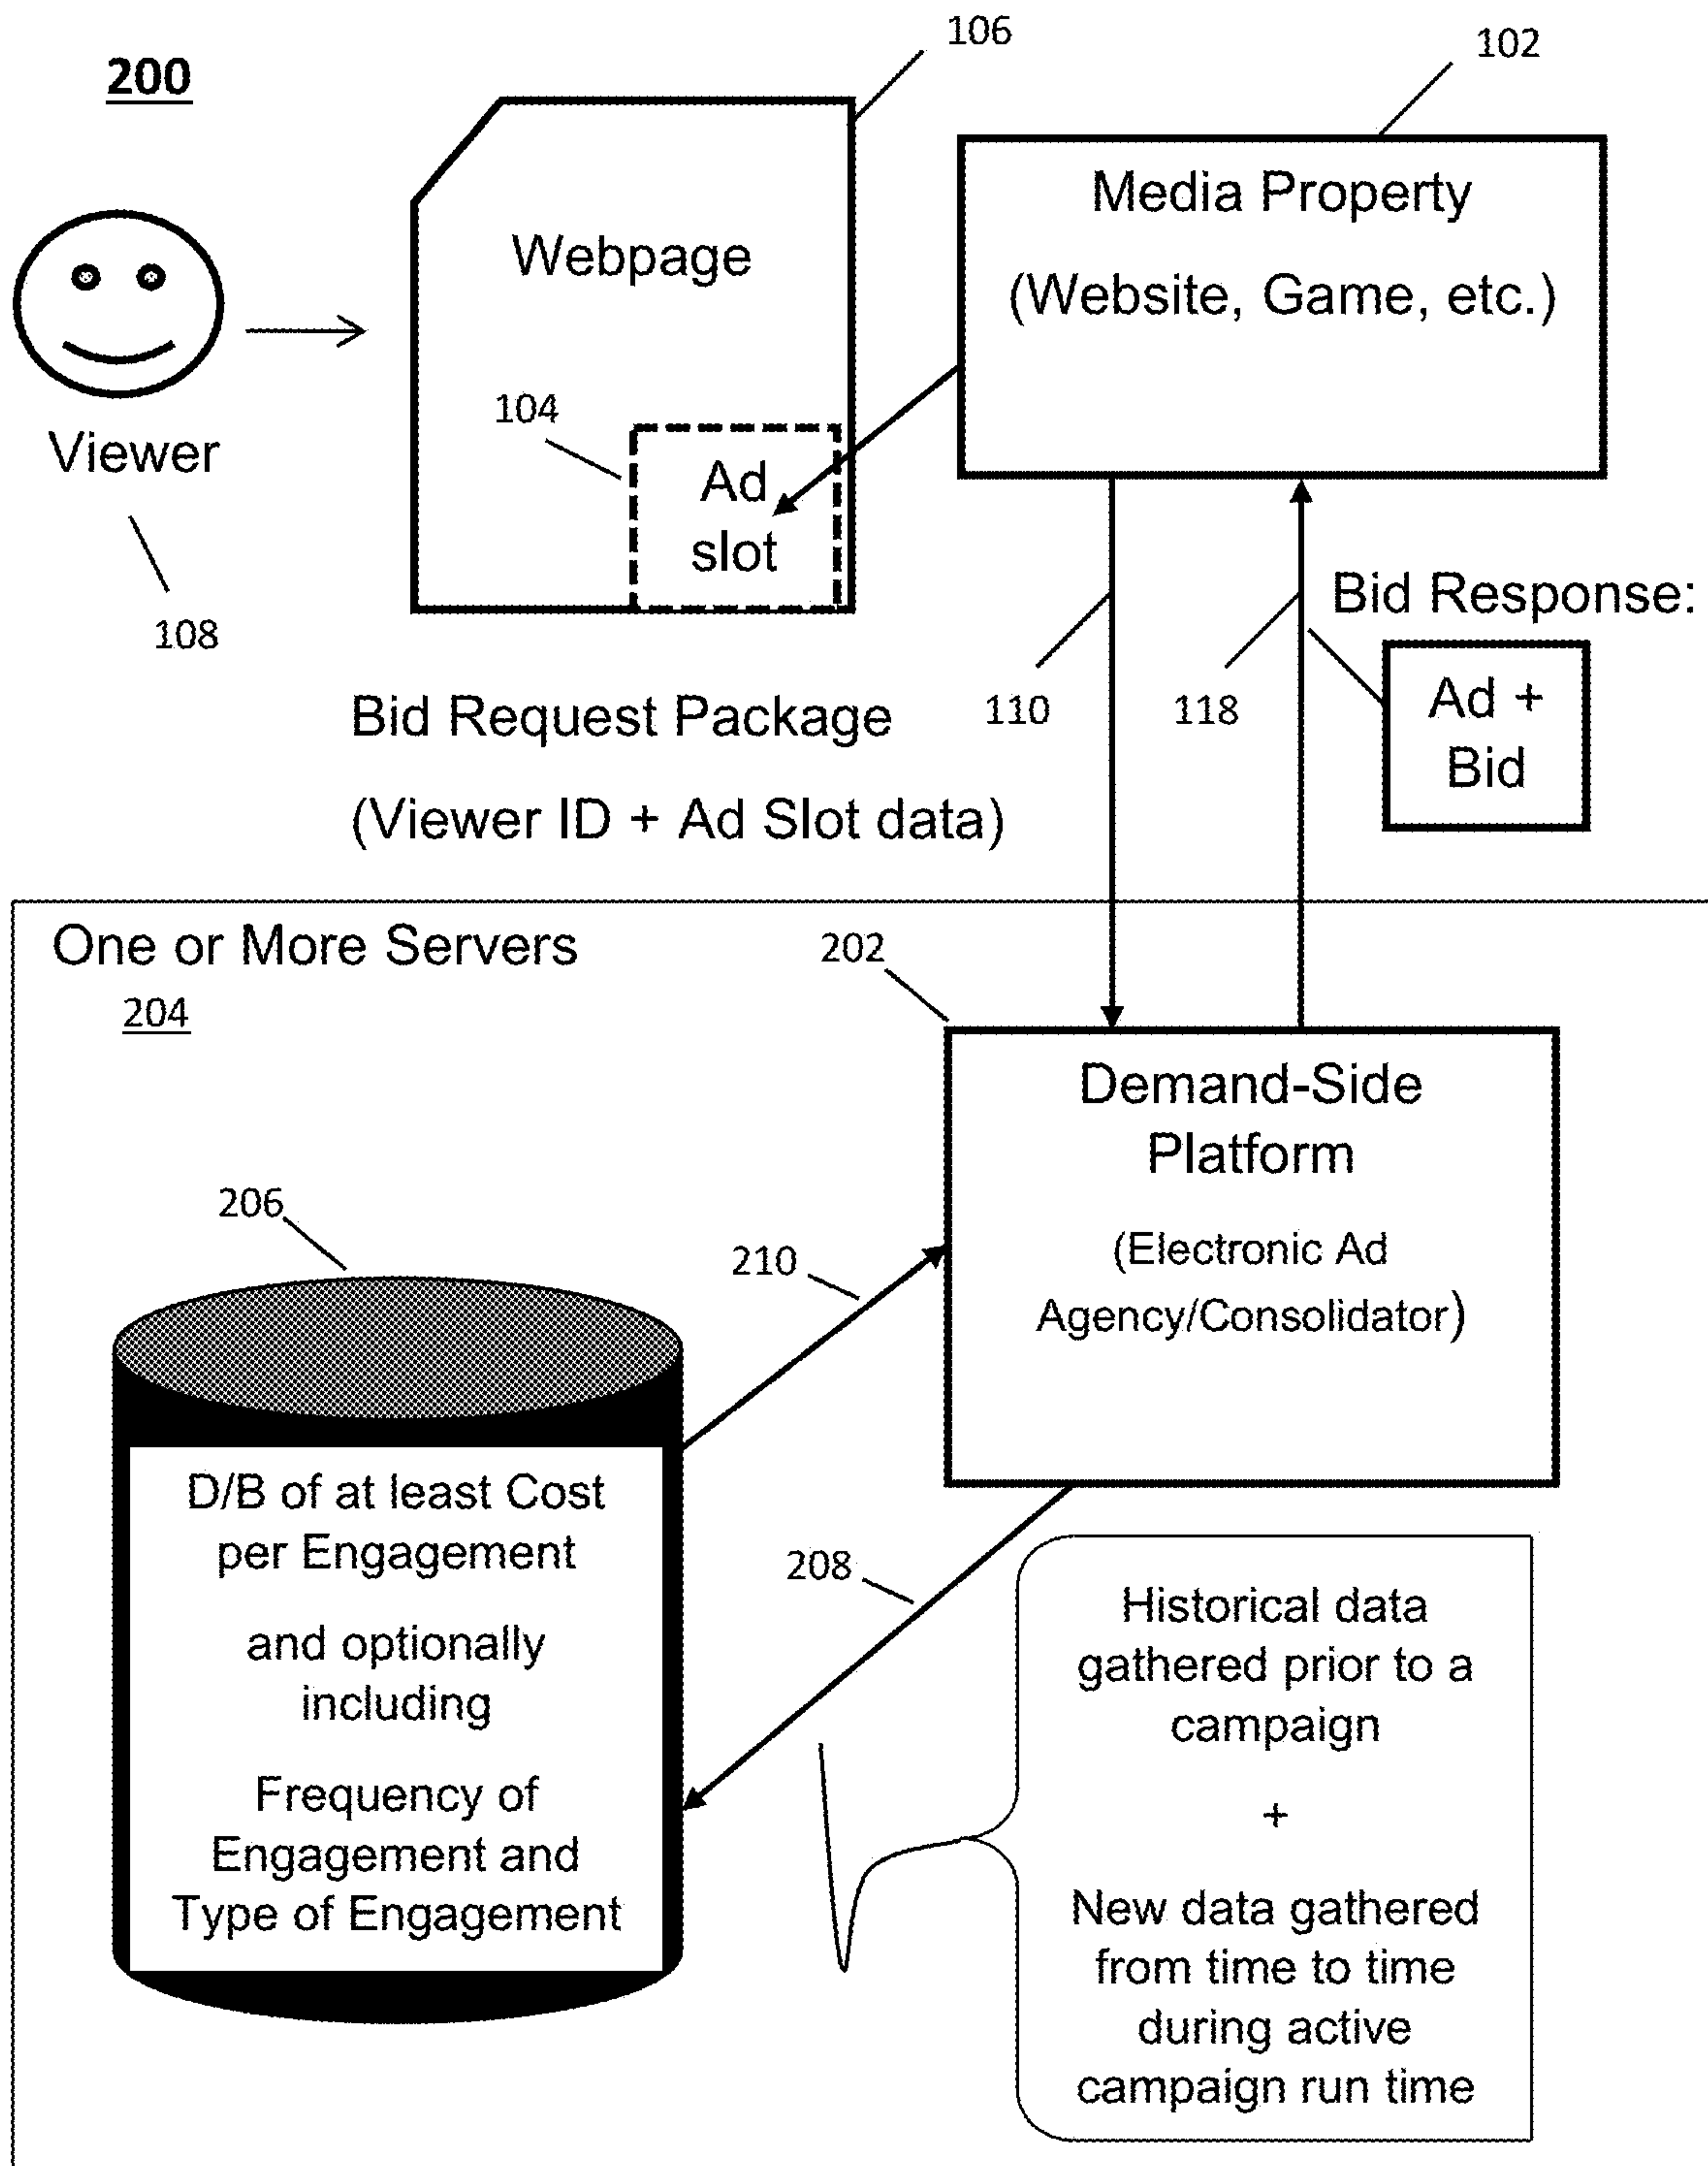 200
106
102
Webpage
Media Property
(Website, Game, etc.)
104
Ad
slot
Viewer
108
Bid Response:
Ad +
Bid
110
118
Bid Request Package
(Viewer ID + Ad Slot data)
One or More Servers
204
202
Demand-Side
Platform
(Electronic Ad
Agency/Consolidator)
206
210
D/B of at least Cost
per Engagement
and optionally
including
Frequency of
Engagement and
Type of Engagement
208
Historical data
gathered prior to a
campaign
+
New data gathered
from time to time
during active
campaign run time